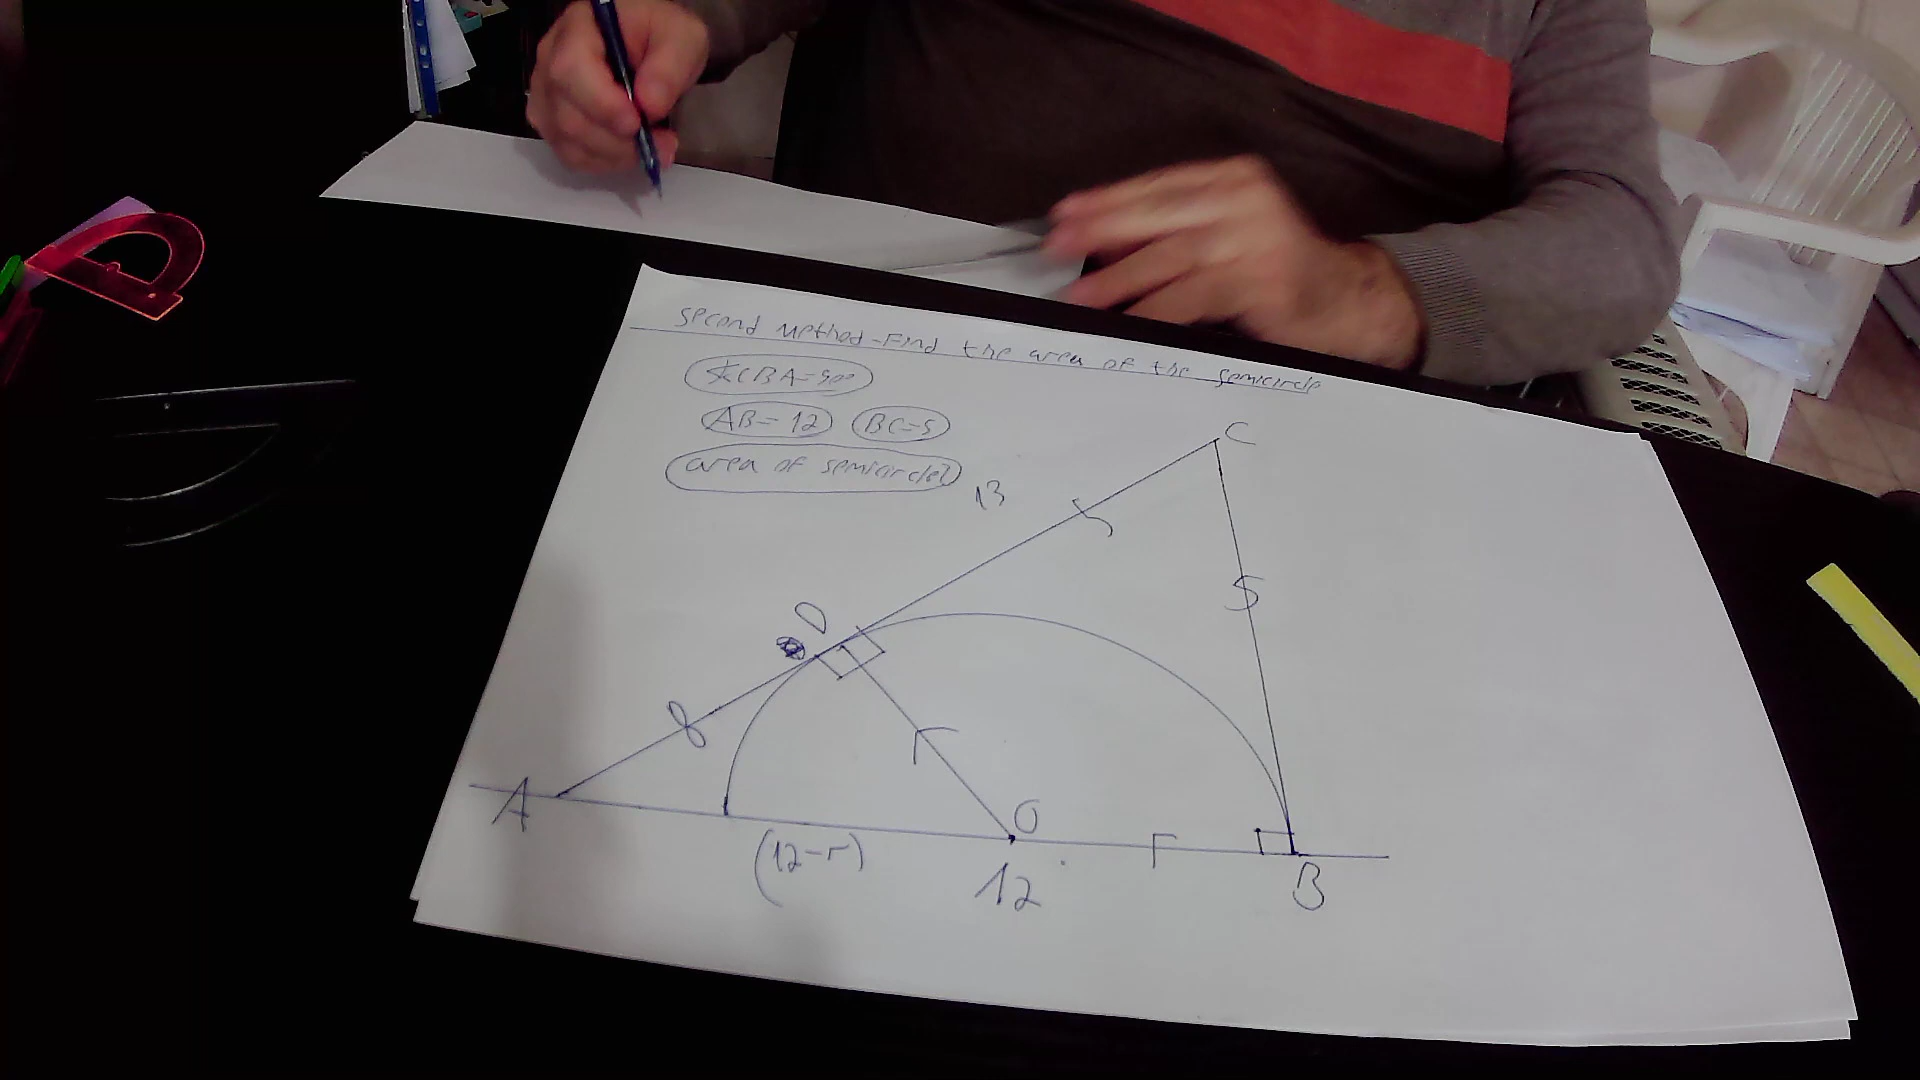 Second Method-Find the area of the semicircle
∢CBA=90°
AB=12 BC=5
area of semicircle?
13
C
5
5
D
8
r
A
O
r
(12-r)
12
B